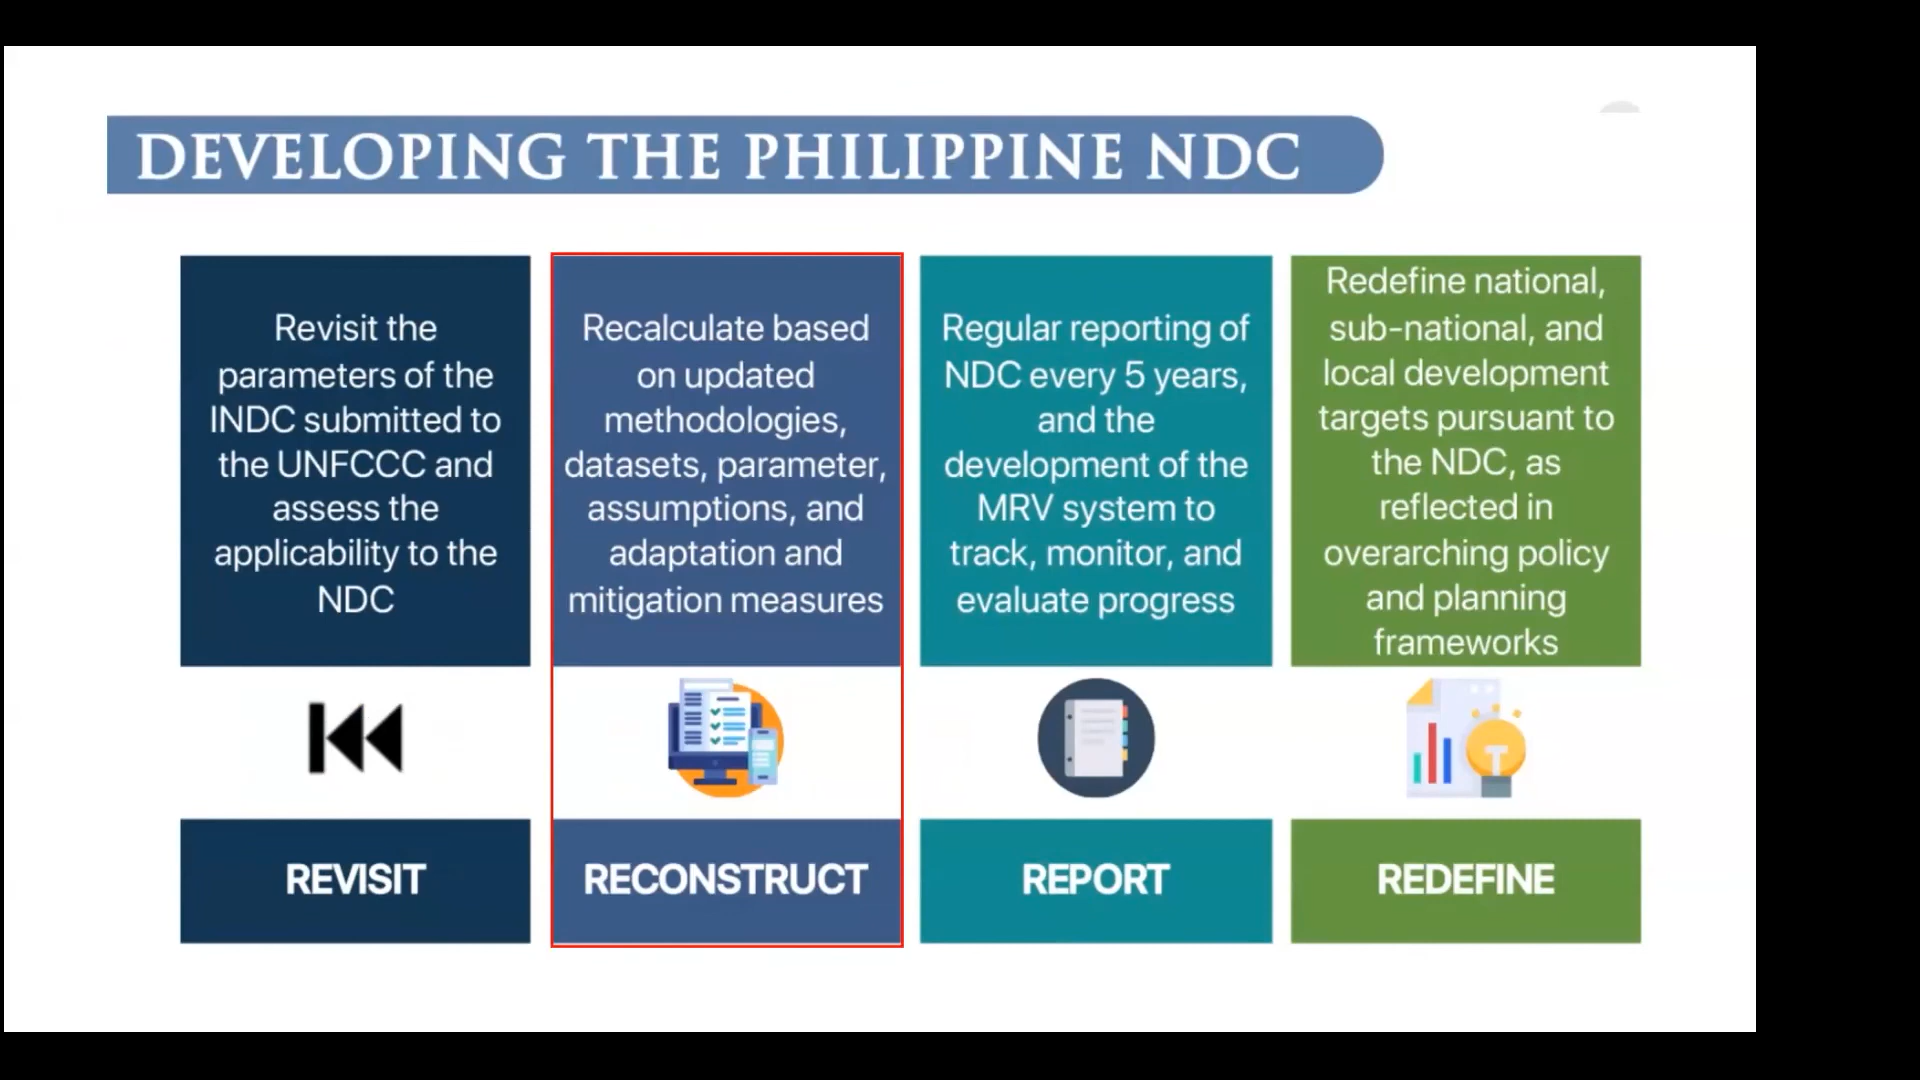 DEVELOPING THE PHILIPPINE NDC
Revisit the
parameters of the
INDC submitted to
the UNFCCC and
assess the
applicability to the
NDC
REVISIT
Recalculate based
on updated
methodologies,
datasets, parameter,
assumptions, and
adaptation and
mitigation measures
RECONSTRUCT
Regular reporting of
NDC every 5 years,
and the
development of the
MRV system to
track, monitor, and
evaluate progress
REPORT
Redefine national,
sub-national, and
local development
targets pursuant to
the NDC, as
reflected in
overarching policy
and planning
frameworks
REDEFINE